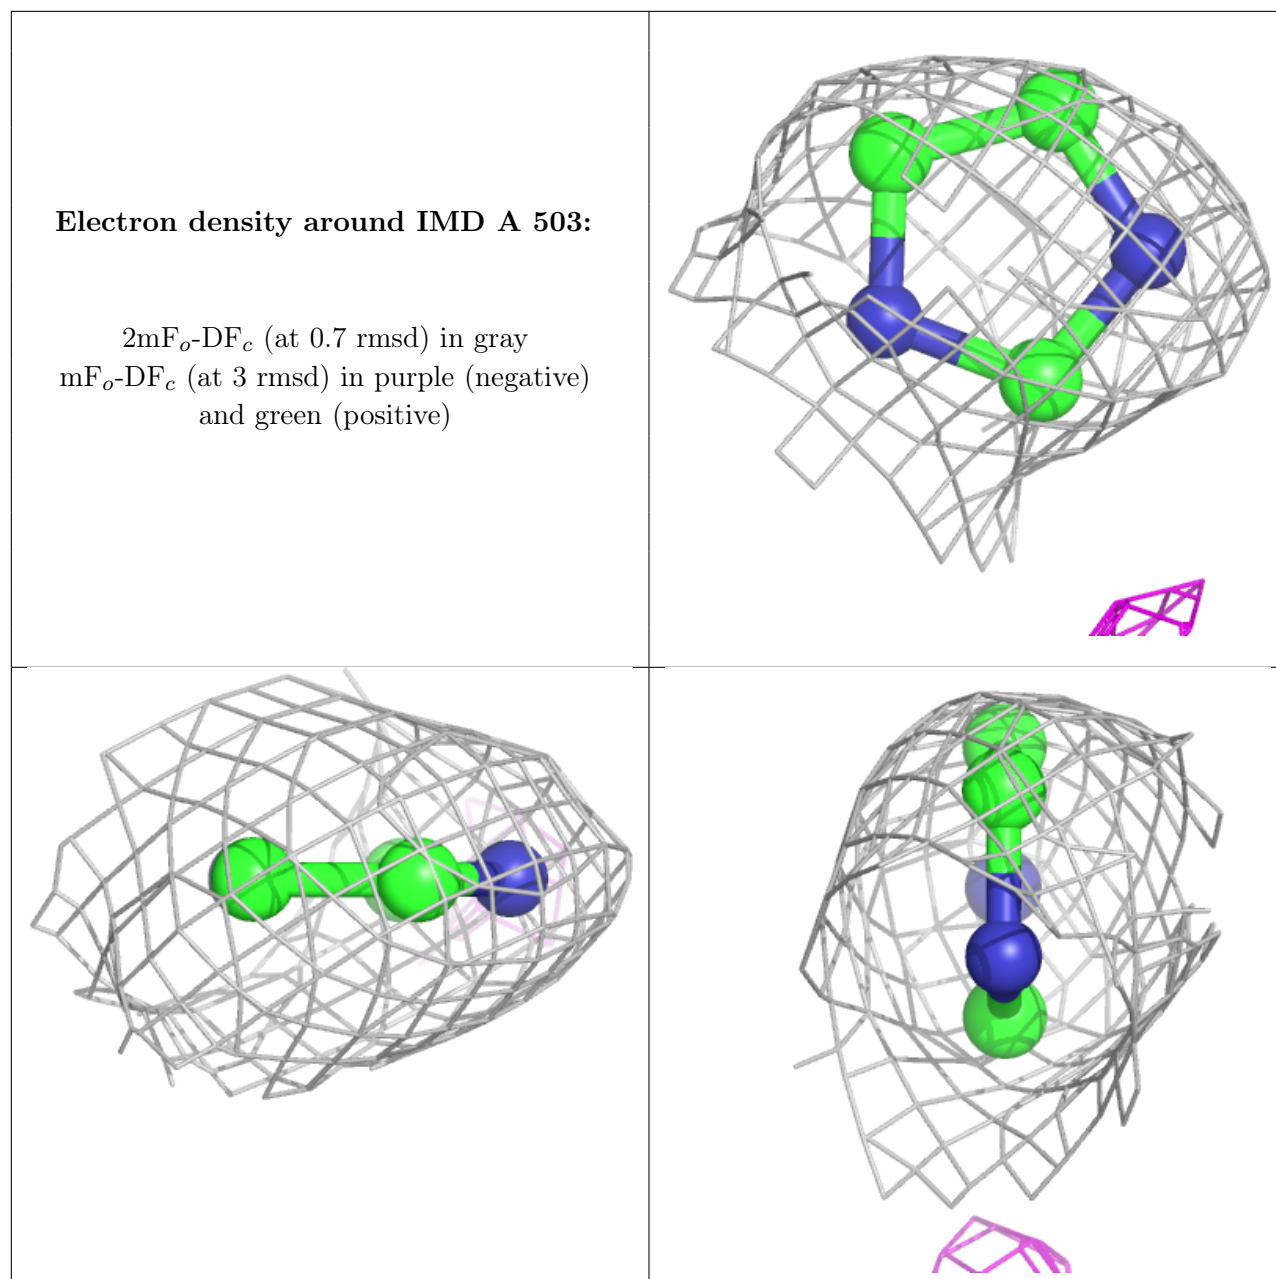 Electron density around IMD A 503:
2mFo-DFc (at 0.7 rmsd) in gray
mFo-DFc (at 3 rmsd) in purple (negative)
and green (positive)